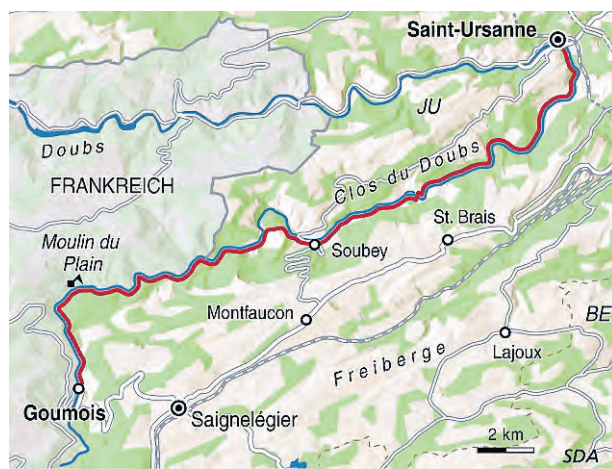 Saint-Ursanne
JU
Doubs
Clos du Doubs
FRANKREICH
St. Brais
Moulin du
Plain
Soubey
Montfaucon
BE
Lajoux
Freiberge
Goumois
Saignelégier
2 km
SDA